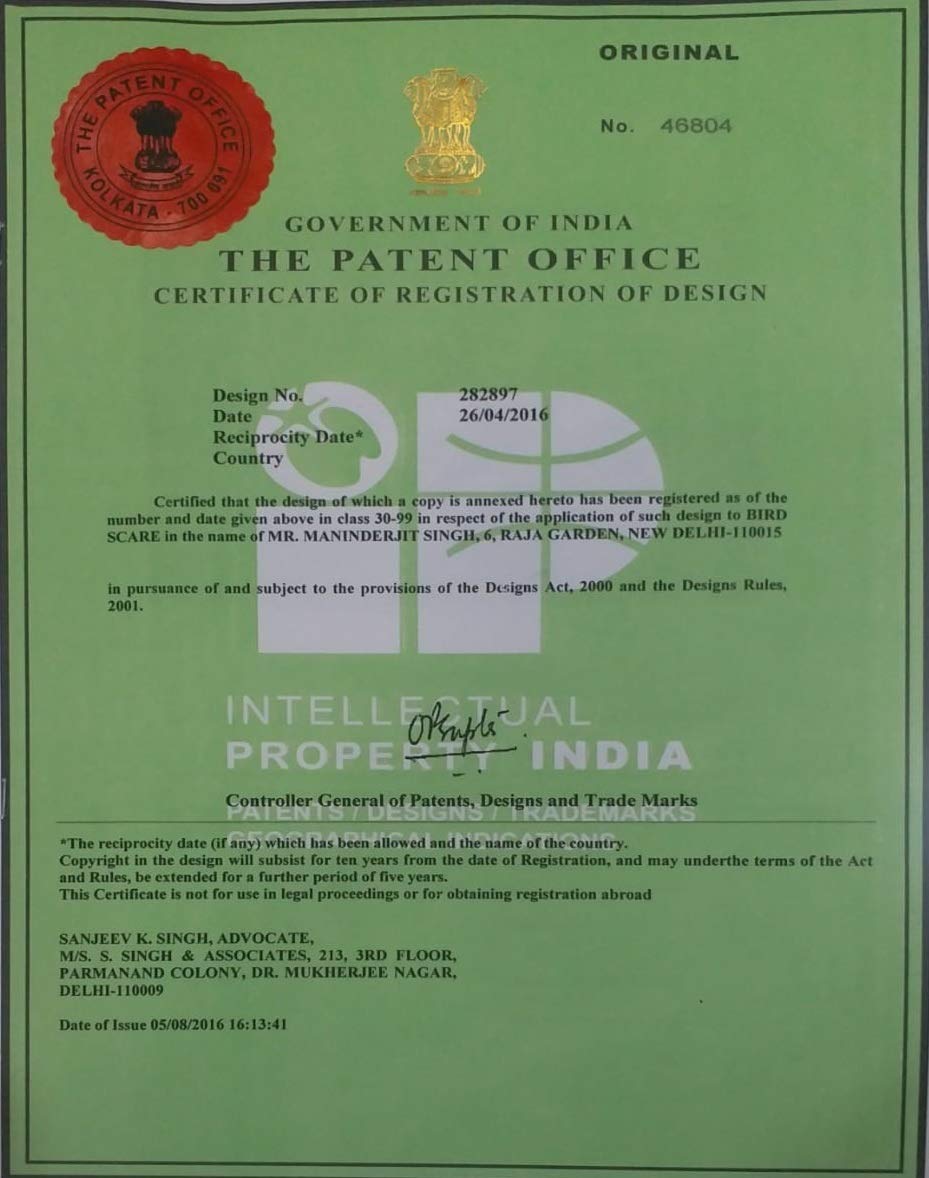 ORIGINAL
THE PATENT OFFICE
KOLKATA - 700 091
No. 46804
GOVERNMENT OF INDIA
THE PATENT OFFICE
CERTIFICATE OF REGISTRATION OF DESIGN
Design No. 282897
Date 26/04/2016
Reciprocity Date*
Country
Certified that the design of which a copy is annexed hereto has been registered as of the
number and date given above in class 30-99 in respect of the application of such design to BIRD
SCARE in the name of MR. MANINDERJIT SINGH, 6, RAJA GARDEN, NEW DELHI-110015
in pursuance of and subject to the provisions of the Designs Act, 2000 and the Designs Rules,
2001.
INTELLECTUAL
PROPERTY INDIA
Controller General of Patents, Designs and Trade Marks
PATENTS / DESIGNS / TRADEMARKS
GEOGRAPHICAL INDICATIONS
*The reciprocity date (if any) which has been allowed and the name of the country.
Copyright in the design will subsist for ten years from the date of Registration, and may underthe terms of the Act
and Rules, be extended for a further period of five years.
This Certificate is not for use in legal proceedings or for obtaining registration abroad
SANJEEV K. SINGH, ADVOCATE,
M/S. S. SINGH & ASSOCIATES, 213, 3RD FLOOR,
PARMANAND COLONY, DR. MUKHERJEE NAGAR,
DELHI-110009
Date of Issue 05/08/2016 16:13:41